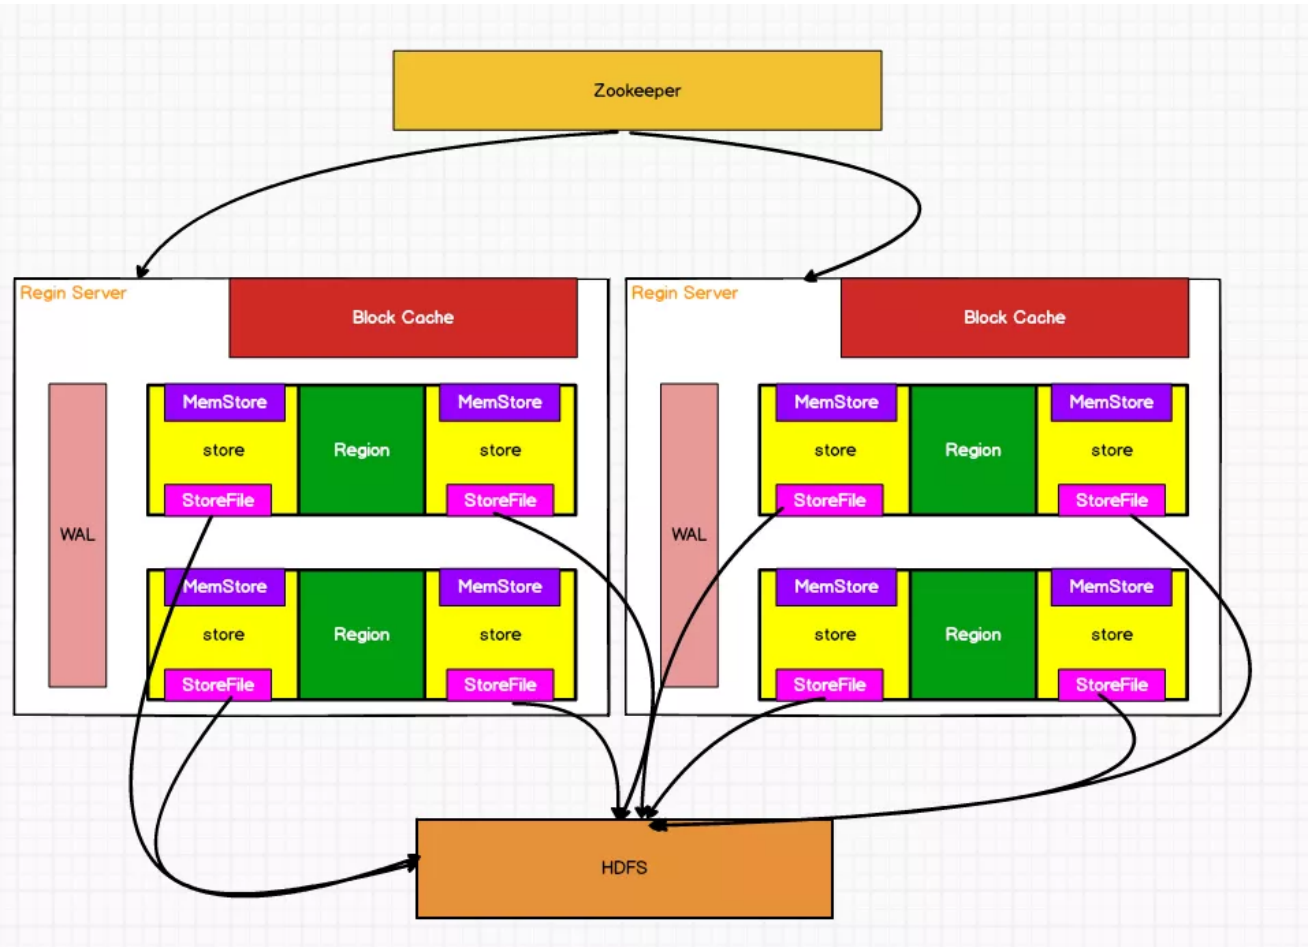 Zookeeper
Regin Server
Block Cache
WAL
MemStore
store
StoreFile
Region
MemStore
store
StoreFile
MemStore
store
StoreFile
Region
MemStore
store
StoreFile
Regin Server
Block Cache
WAL
MemStore
store
StoreFile
Region
MemStore
store
StoreFile
MemStore
store
StoreFile
Region
MemStore
store
StoreFile
HDFS